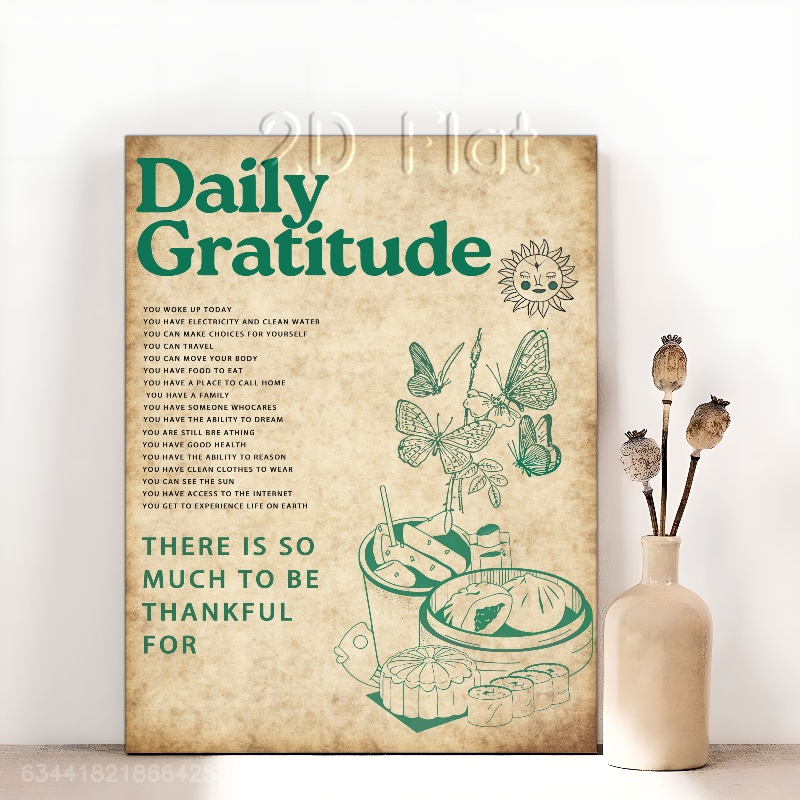 2D Flat
Daily
Gratitude
YOU WOKE UP TODAY
YOU HAVE ELECTRICITY AND CLEAN WATER
YOU CAN MAKE CHOICES FOR YOURSELF
YOU CAN TRAVEL
YOU CAN MOVE YOUR BODY
YOU HAVE FOOD TO EAT
YOU HAVE A PLACE TO CALL HOME
YOU HAVE A FAMILY
YOU HAVE SOMEONE WHOCARES
YOU HAVE THE ABILITY TO DREAM
YOU ARE STILL BRE ATHING
YOU HAVE GOOD HEALTH
YOU HAVE THE ABILITY TO REASON
YOU HAVE CLEAN CLOTHES TO WEAR
YOU CAN SEE THE SUN
YOU HAVE ACCESS TO THE INTERNET
YOU GET TO EXPERIENCE LIFE ON EARTH
THERE IS SO
MUCH TO BE
THANKFUL
FOR